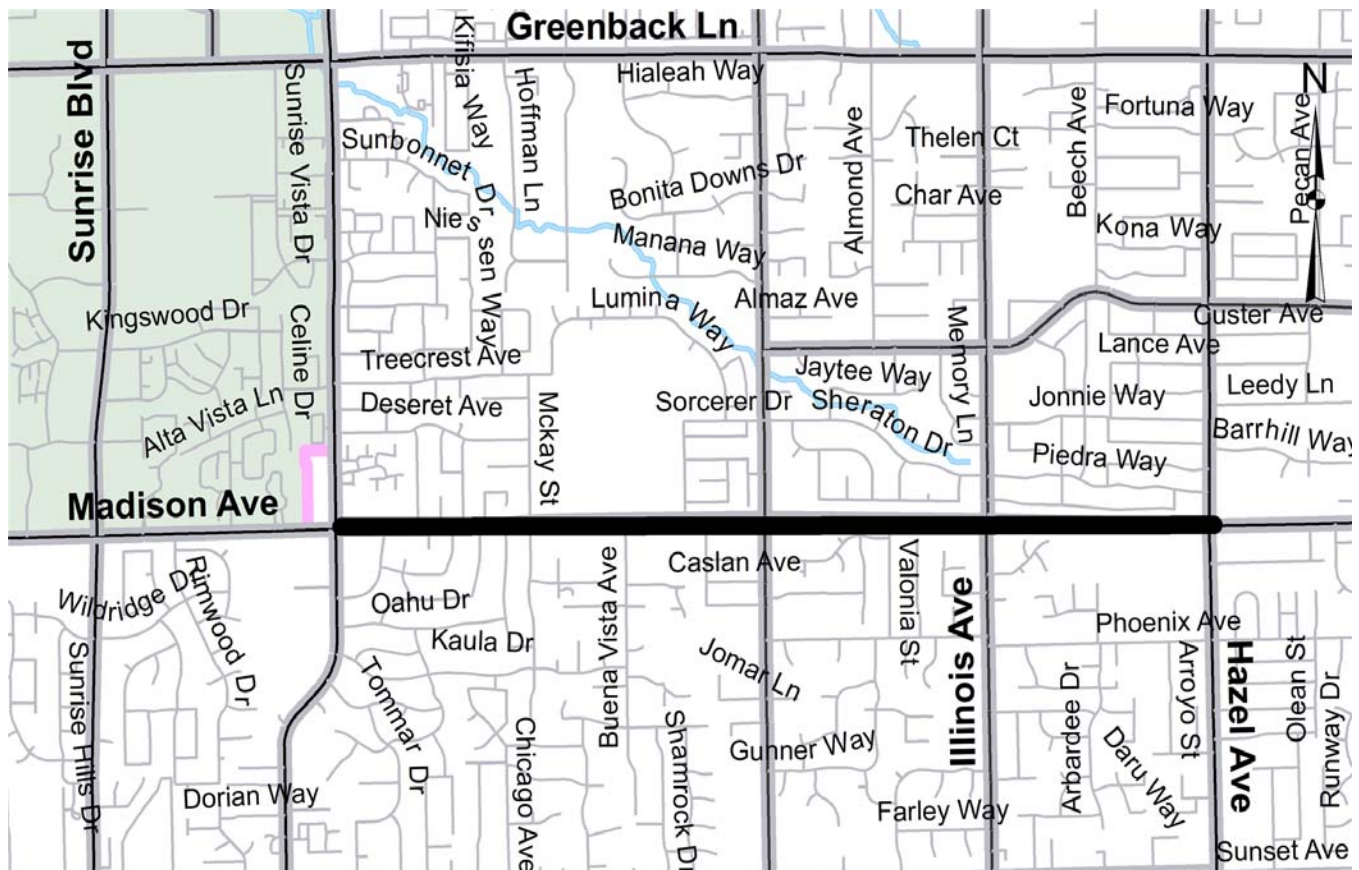 Greenback Ln
Sunrise Blvd
Kifisia Way
Hoffman Ln
Hialeah Way
N
Sunrise Vista Dr
Sunbonnet Dr
Almond Ave
Thelen Ct
Beech Ave
Fortuna Way
Pecan Ave
Bonita Downs Dr
Char Ave
Niessen Way
Manana Way
Kona Way
Lumina Way
Almaz Ave
Kingswood Dr
Celine Dr
Memory Ln
Custer Ave
Treecrest Ave
Lance Ave
Jaytee Way
Leedy Ln
Deseret Ave
Mckay St
Sorcerer Dr
Sheraton Dr
Jonnie Way
Alta Vista Ln
Barrhill Way
Piedra Way
Madison Ave
Caslan Ave
Valonia St
Wildridge Dr
Rimwood Dr
Oahu Dr
Buena Vista Ave
Illinois Ave
Phoenix Ave
Kaula Dr
Jomar Ln
Arroyo St
Hazel Ave
Olean St
Runway Dr
Sunrise Hills Dr
Tommar Dr
Chicago Ave
Shamrock Dr
Gunner Way
Arbardee Dr
Daru Way
Dorian Way
Farley Way
Sunset Ave